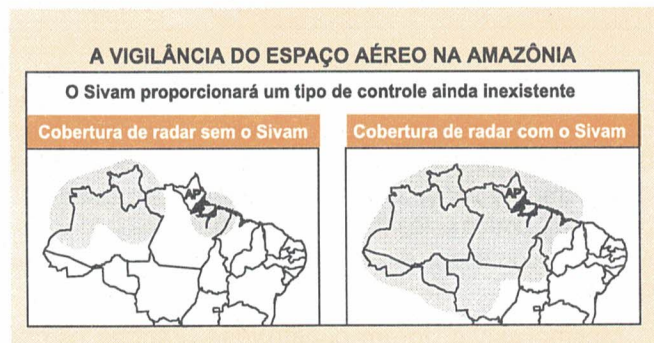 A VIGILÂNCIA DO ESPAÇO AÉREO NA AMAZÔNIA
O Sivam proporcionará um tipo de controle ainda inexistente
Cobertura de radar sem o Sivam
Cobertura de radar com o Sivam
AP
AP